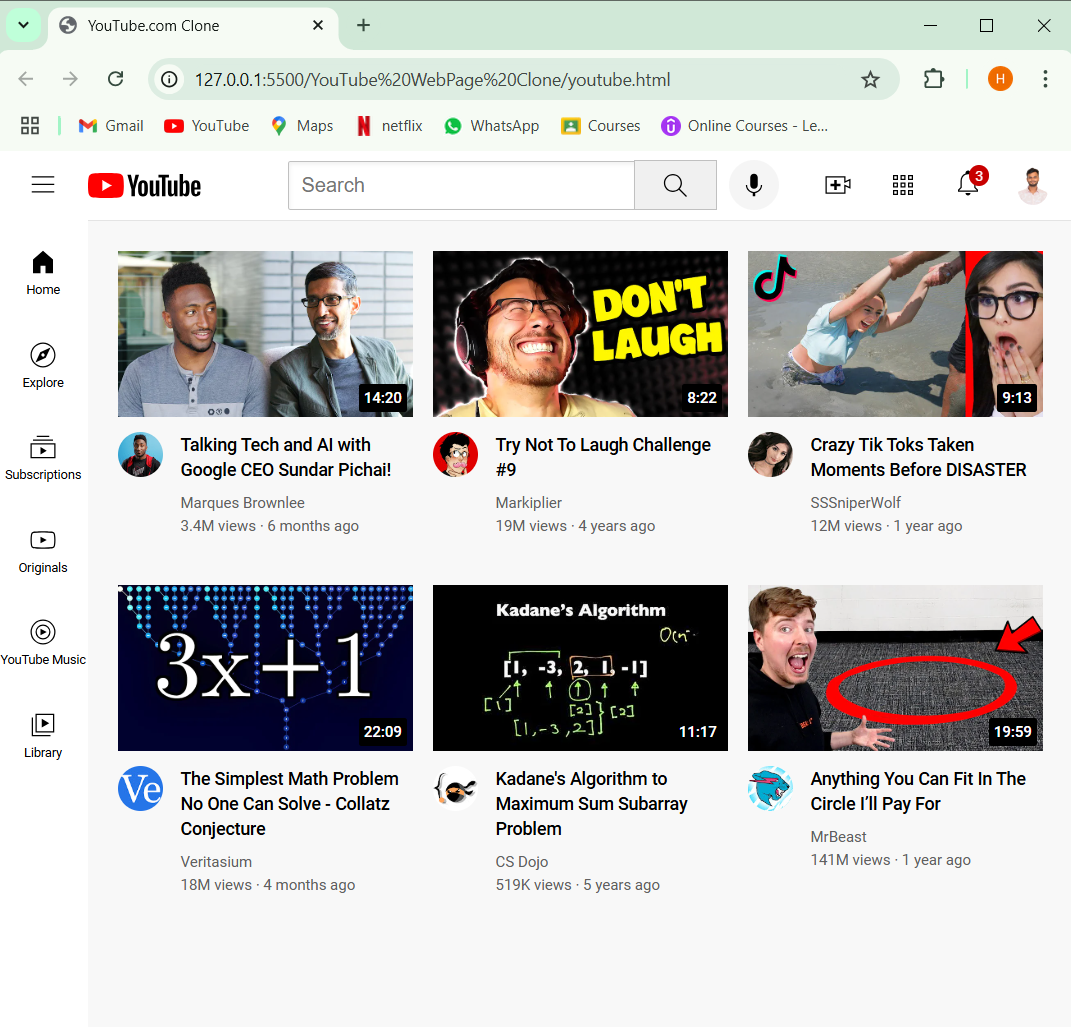 YouTube.com Clone
127.0.0.1:5500/YouTube%20WebPage%20Clone/youtube.html
H
Gmail
YouTube
Maps
netflix
WhatsApp
Courses
Online Courses - Le...
YouTube
Search
3
Home
Explore
Subscriptions
Originals
YouTube Music
Library
14:20
Talking Tech and AI with
Google CEO Sundar Pichai!
Marques Brownlee
3.4M views · 6 months ago
DON'T
LAUGH
8:22
Try Not To Laugh Challenge
#9
Markiplier
19M views · 4 years ago
9:13
Crazy Tik Toks Taken
Moments Before DISASTER
SSSniperWolf
12M views · 1 year ago
3x+1
22:09
Ve
The Simplest Math Problem
No One Can Solve - Collatz
Conjecture
Veritasium
18M views · 4 months ago
Kadane's Algorithm
[1, -3, 2, 1, -1]
[1]
[2]
[2]
[1,-3,2]
11:17
Kadane's Algorithm to
Maximum Sum Subarray
Problem
CS Dojo
519K views · 5 years ago
19:59
Anything You Can Fit In The
Circle I’ll Pay For
MrBeast
141M views · 1 year ago